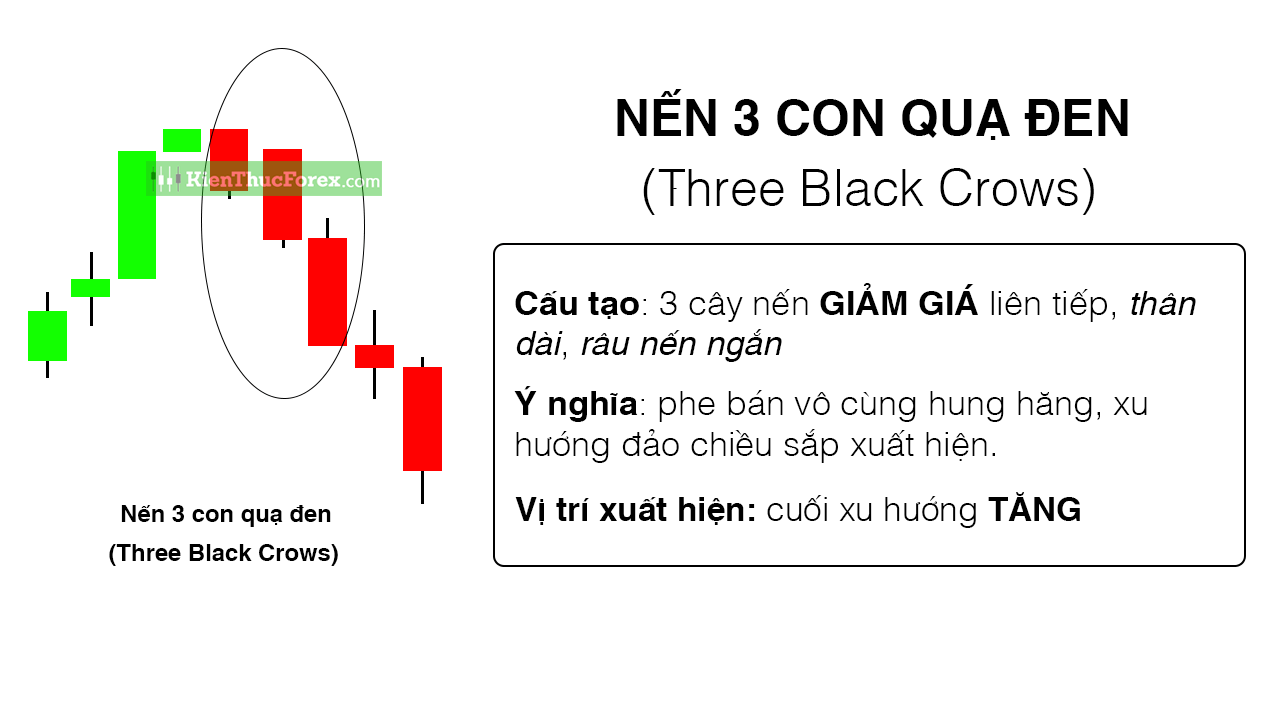 NẾN 3 CON QUẠ ĐEN
(Three Black Crows)
KienThucForex.com
Cấu tạo: 3 cây nến GIẢM GIÁ liên tiếp, thân
dài, râu nến ngắn
Ý nghĩa: phe bán vô cùng hung hăng, xu
hướng đảo chiều sắp xuất hiện.
Vị trí xuất hiện: cuối xu hướng TĂNG
Nến 3 con quạ đen
(Three Black Crows)